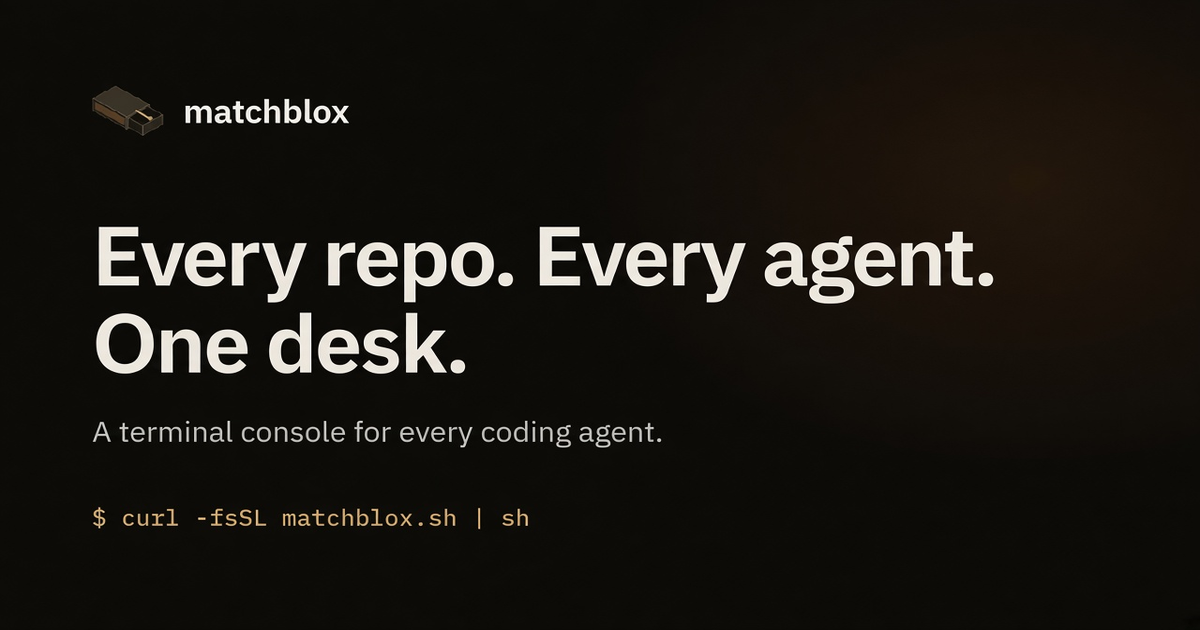 matchblox
Every repo. Every agent.
One desk.
A terminal console for every coding agent.
$ curl -fsSL matchblox.sh | sh